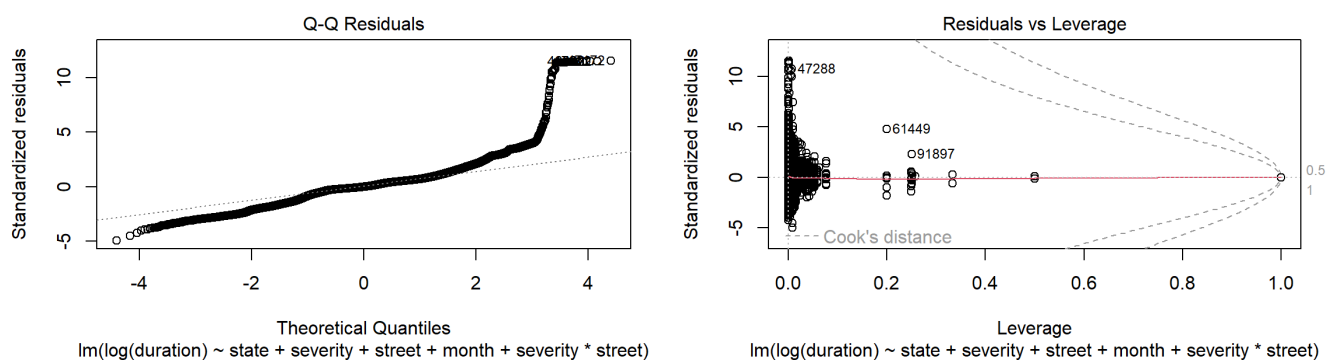 Q-Q Residuals
Standardized residuals
10
5
0
-5
-4
-2
0
2
4
Theoretical Quantiles
lm(log(duration) ~ state + severity + street + month + severity * street)
Residuals vs Leverage
Standardized residuals
10
5
0
-5
47288
61449
91897
0.5
1
Cook's distance
0.0
0.2
0.4
0.6
0.8
1.0
Leverage
lm(log(duration) ~ state + severity + street + month + severity * street)